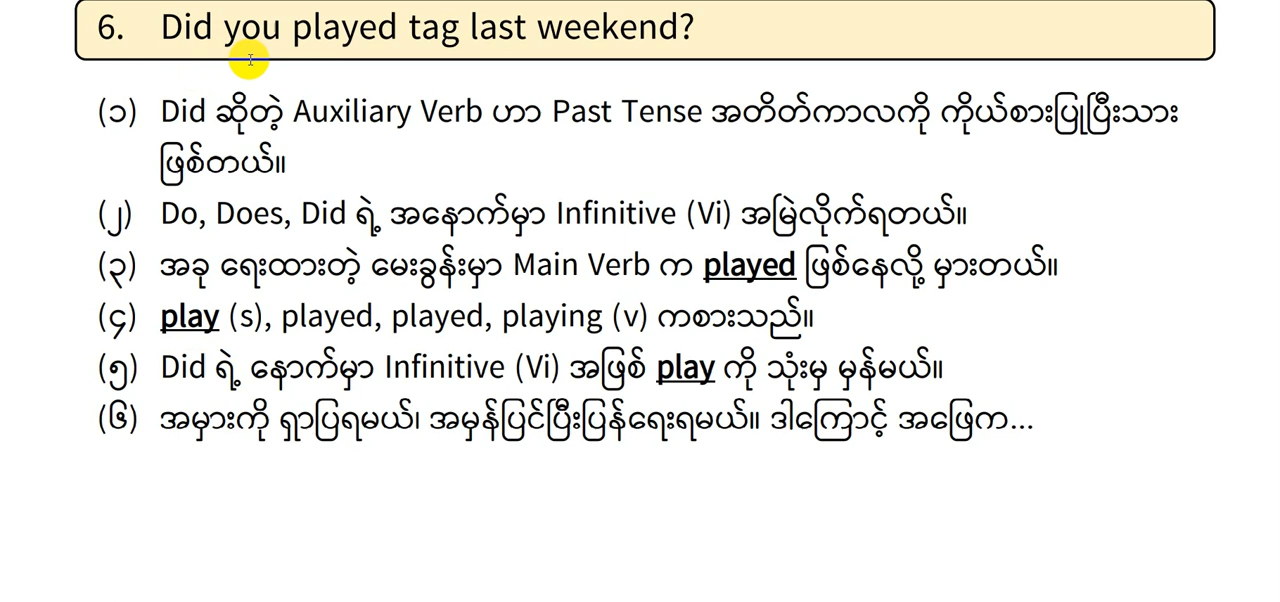 6. Did you played tag last weekend?
(၁) Did ဆိုတဲ့ Auxiliary Verb ဟာ Past Tense အတိတ်ကာလကို ကိုယ်စားပြုပြီးသား
ဖြစ်တယ်။
(၂) Do, Does, Did ရဲ့ အနောက်မှာ Infinitive (Vi) အမြဲလိုက်ရတယ်။
(၃) အခု ရေးထားတဲ့ မေးခွန်းမှာ Main Verb က played ဖြစ်နေလို့ မှားတယ်။
(၄) play (s), played, played, playing (v) ကစားသည်။
(၅) Did ရဲ့ နောက်မှာ Infinitive (Vi) အဖြစ် play ကို သုံးမှ မှန်မယ်။
(၆) အမှားကို ရှာပြရမယ်၊ အမှန်ပြင်ပြီးပြန်ရေးရမယ်။ ဒါကြောင့် အဖြေက...